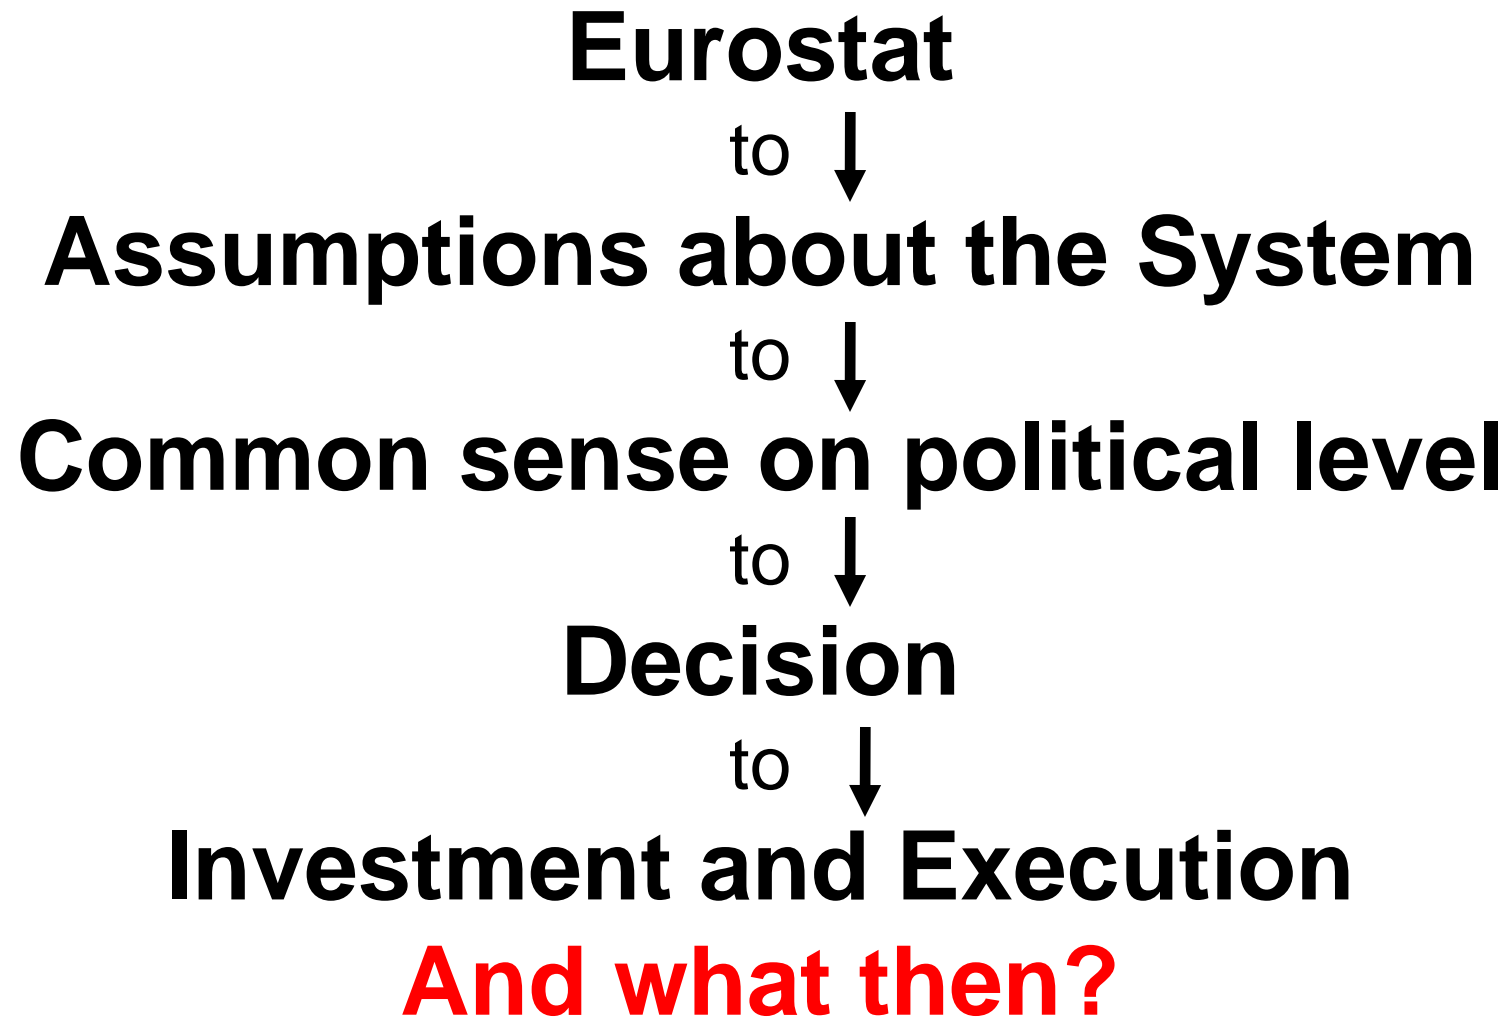 Eurostat
to
Assumptions about the System
to
Common sense on political level
to
Decision
to
Investment and Execution
And what then?